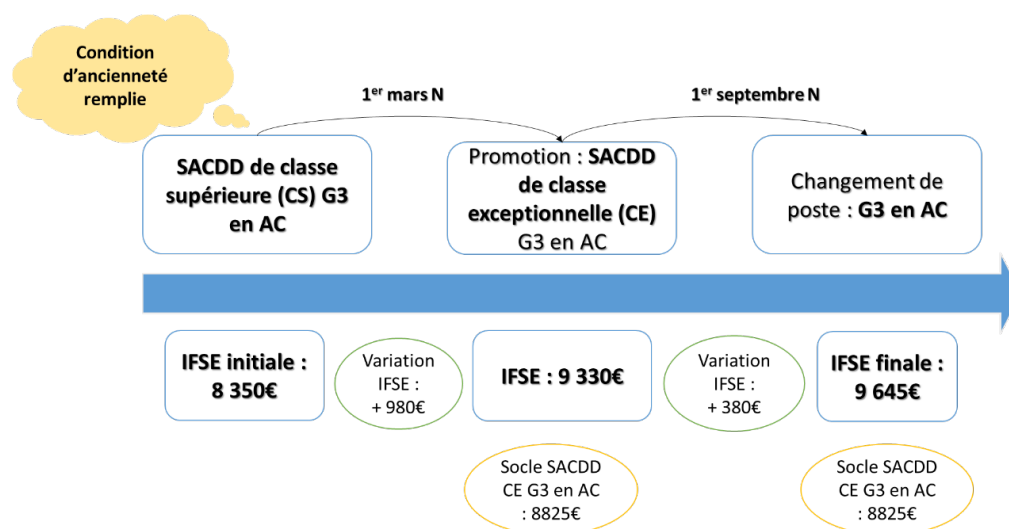 Condition
d’ancienneté
remplie
1er mars N
1er septembre N
SACDD de classe
supérieure (CS) G3
en AC
Promotion : SACDD
de classe
exceptionnelle (CE)
G3 en AC
Changement de
poste : G3 en AC
IFSE initiale :
8 350€
Variation
IFSE :
+ 980€
IFSE : 9 330€
Variation
IFSE :
+ 380€
IFSE finale :
9 645€
Socle SACDD
CE G3 en AC
: 8825€
Socle SACDD
CE G3 en AC
: 8825€